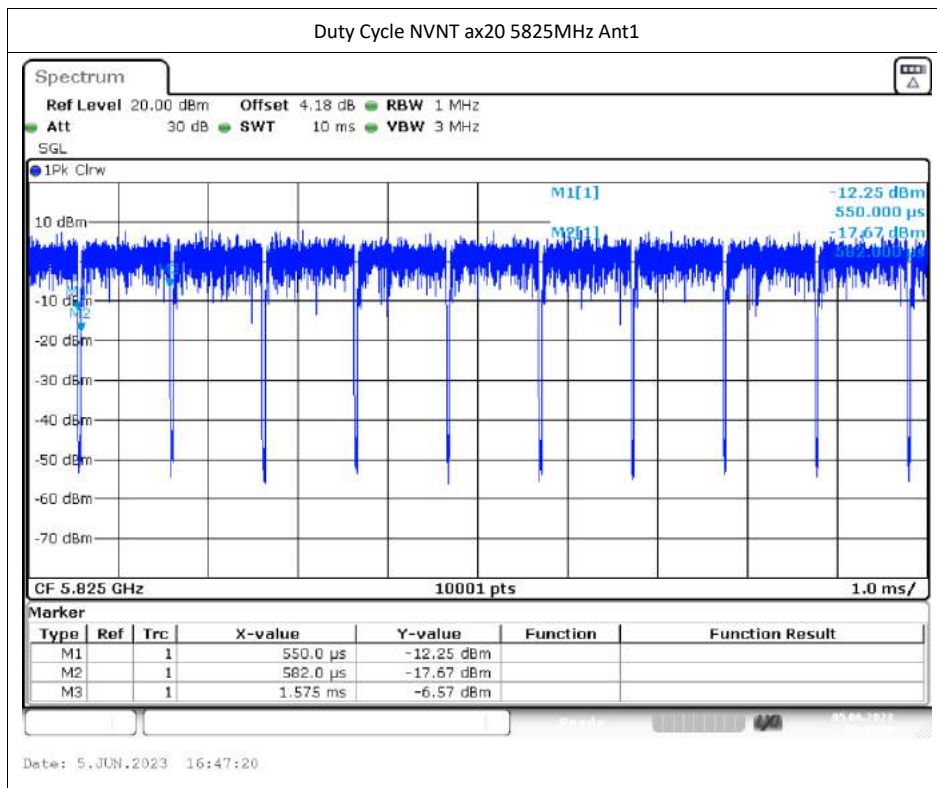 Duty Cycle NVNT ax20 5825MHz Ant1
Spectrum
Ref Level 20.00 dBm Offset 4.18 dB RBW 1 MHz
Att 30 dB SWT 10 ms VBW 3 MHz
SGL
1Pk Clrw
M1[1] -12.25 dBm
550.000 µs
10 dBm
M2[1] -17.67 dBm
582.000 µs
-10 dBm
M2
-20 dBm
-30 dBm
-40 dBm
-50 dBm
-60 dBm
-70 dBm
CF 5.825 GHz 10001 pts 1.0 ms/
Marker
Type Ref Trc X-value Y-value Function Function Result
M1 1 550.0 µs -12.25 dBm
M2 1 582.0 µs -17.67 dBm
M3 1 1.575 ms -6.57 dBm
Ready 05.06.2023
Date: 5.JUN.2023 16:47:20